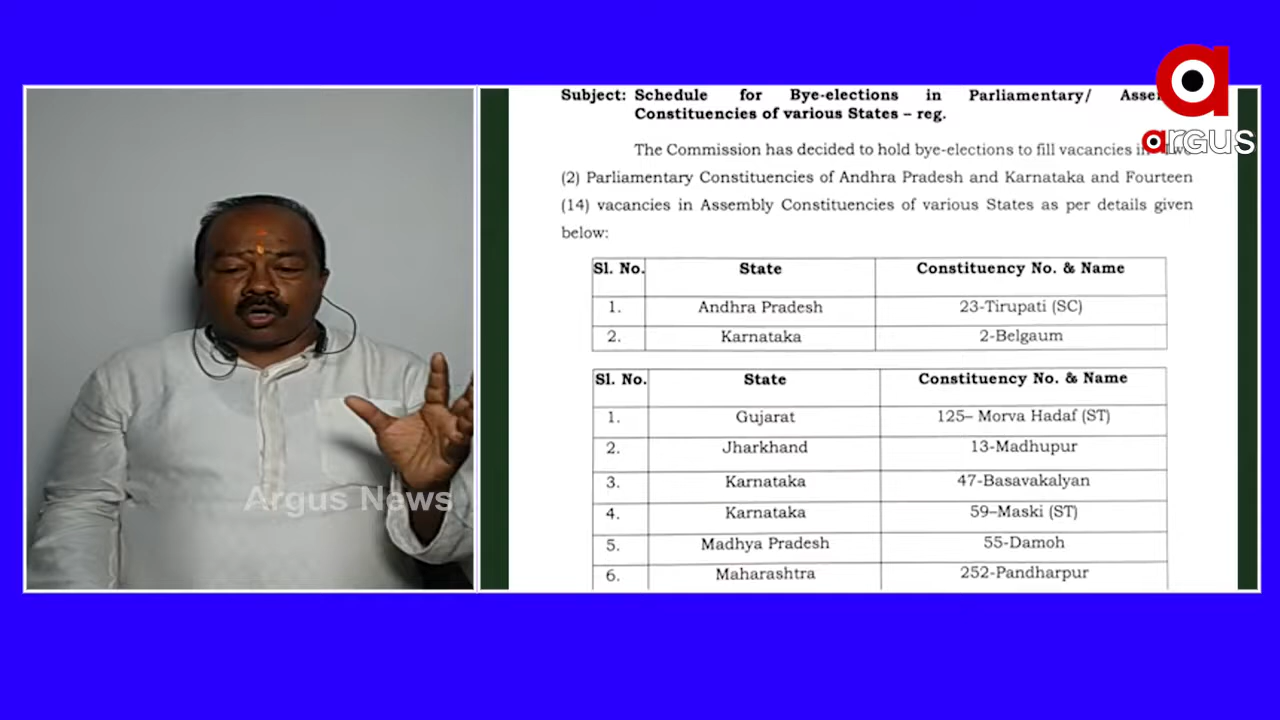 Subject: Schedule for Bye-elections in Parliamentary/
Constituencies of various States – reg.
The Commission has decided to hold bye-elections to fill vacancies in
(2) Parliamentary Constituencies of Andhra Pradesh and Karnataka and Fourteen
(14) vacancies in Assembly Constituencies of various States as per details given
below:
Sl. No. State Constituency No. & Name
1. Andhra Pradesh 23-Tirupati (SC)
2. Karnataka 2-Belgaum
Sl. No. State Constituency No. & Name
1. Gujarat 125– Morva Hadaf (ST)
2. Jharkhand 13-Madhupur
3. Karnataka 47-Basavakalyan
4. Karnataka 59–Maski (ST)
5. Madhya Pradesh 55-Damoh
6. Maharashtra 252-Pandharpur
argus
Argus News